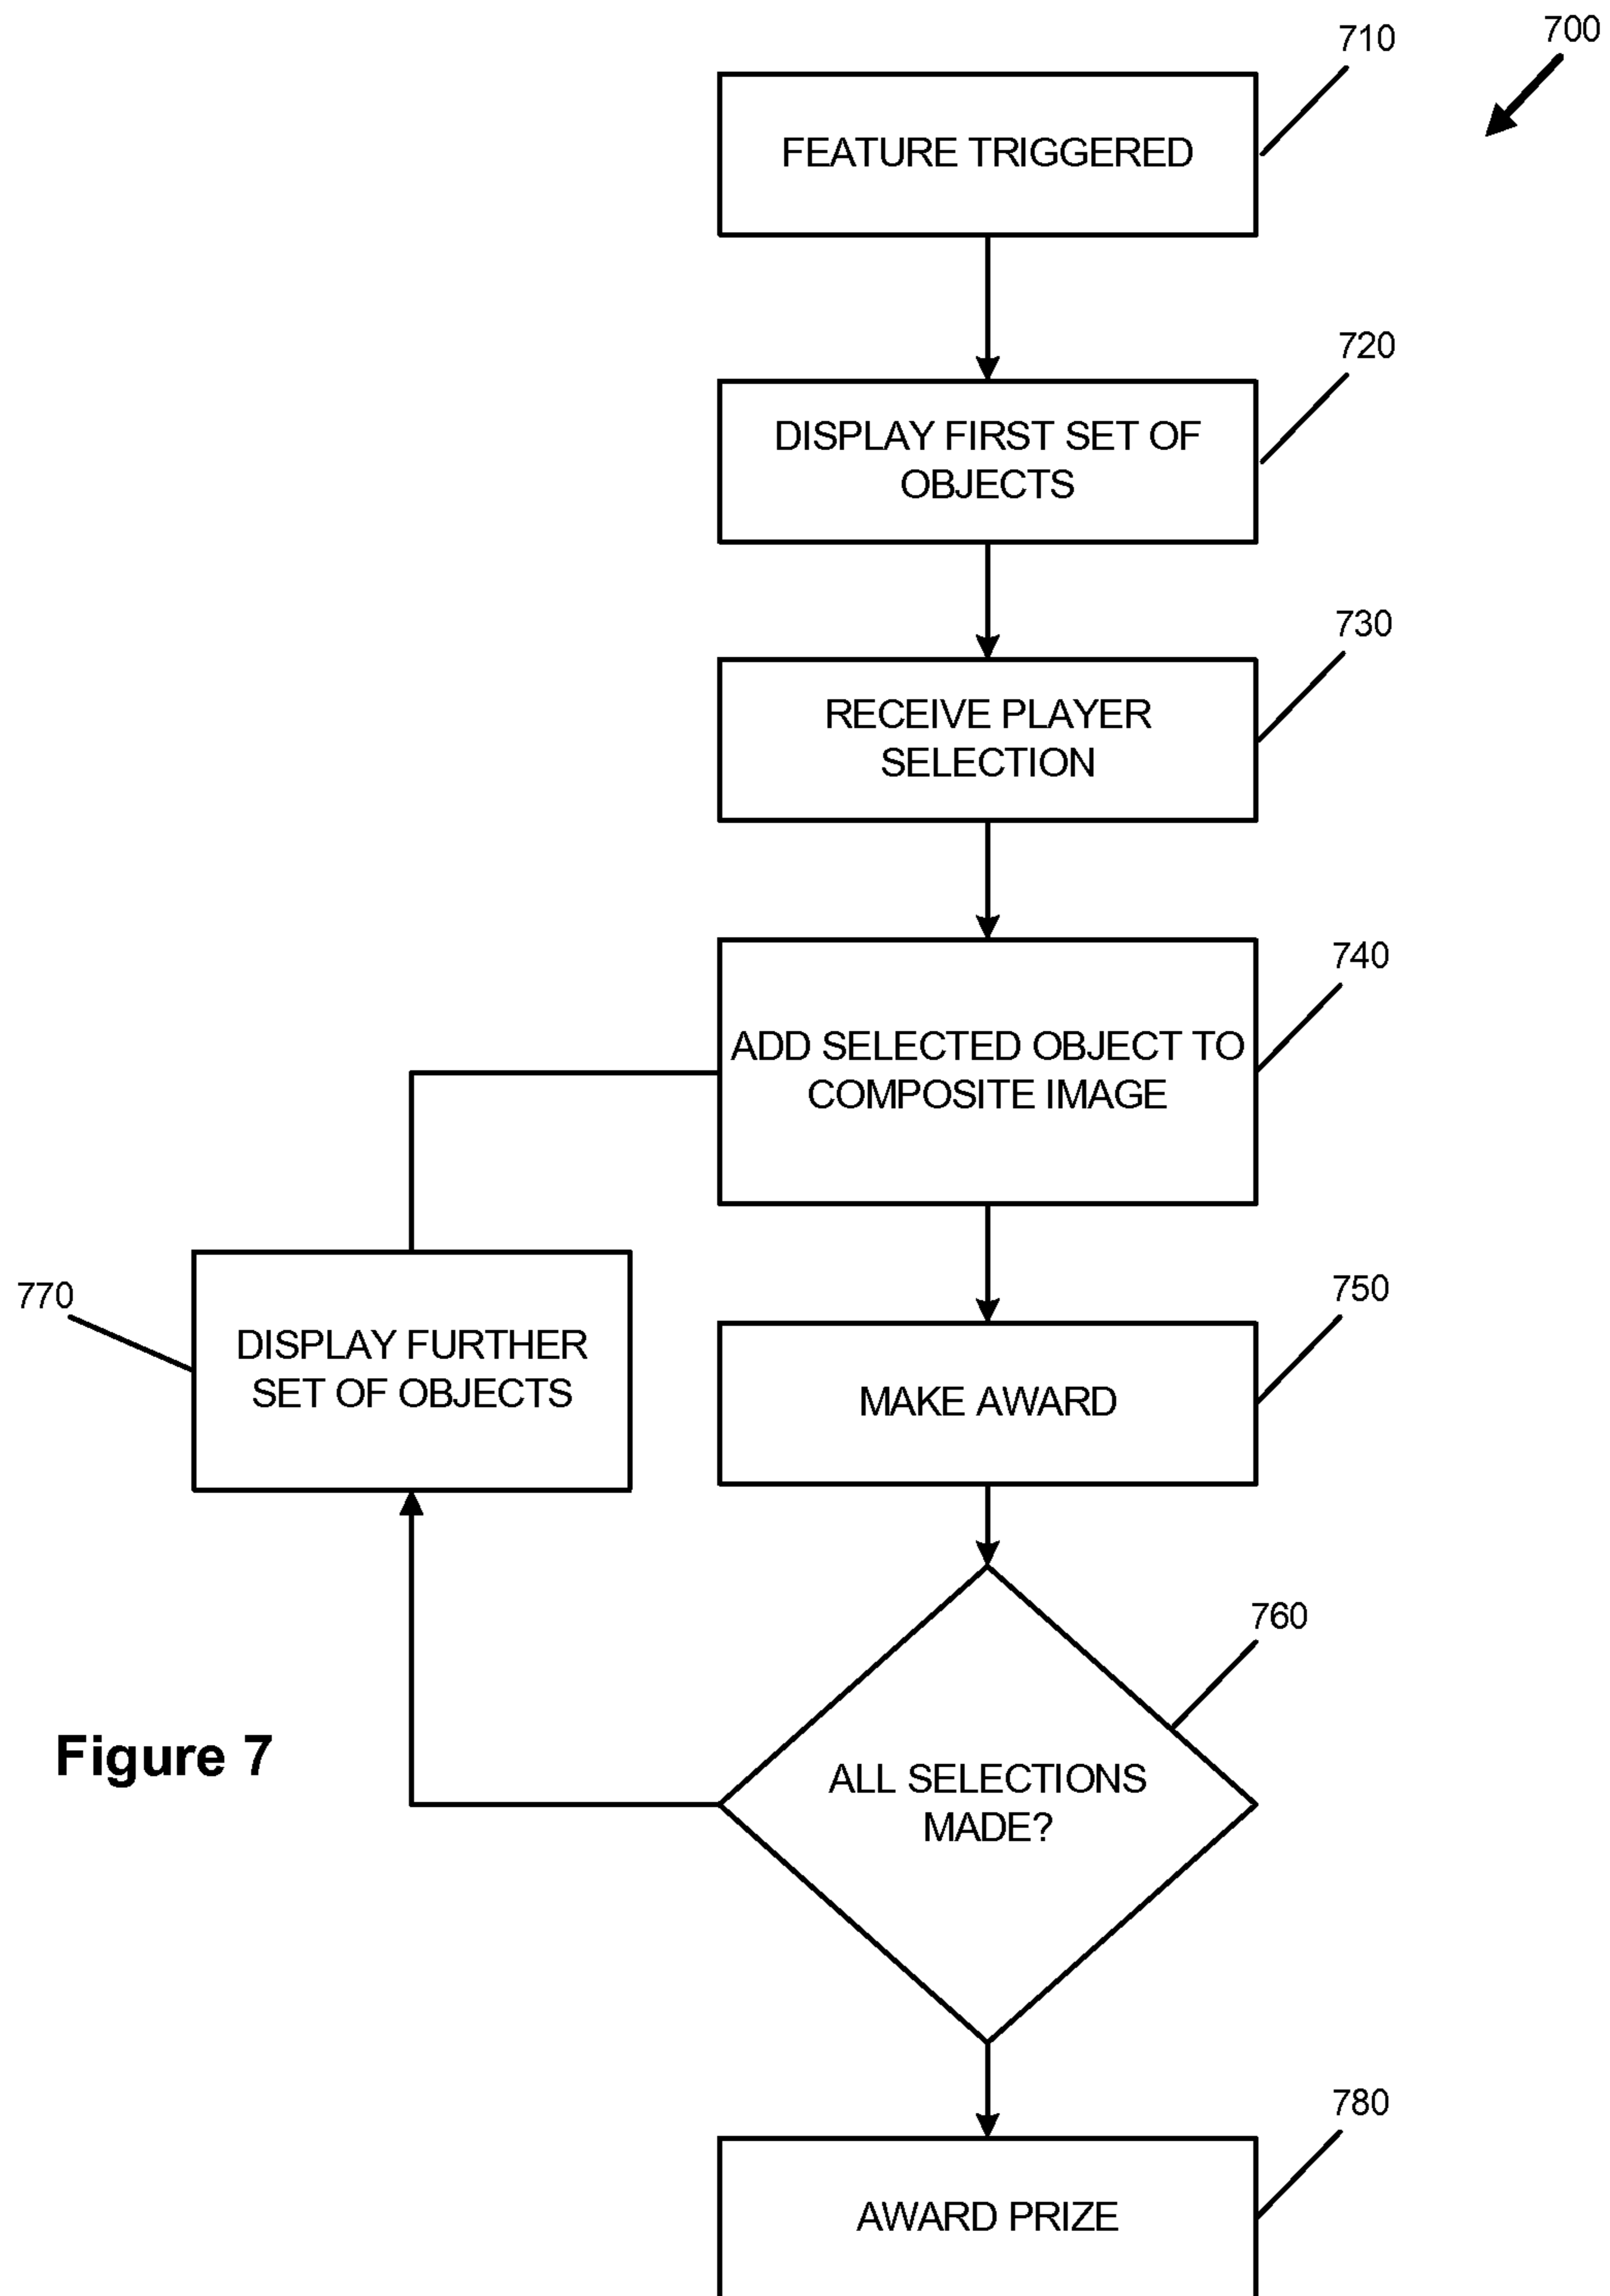 700
710
FEATURE TRIGGERED
720
DISPLAY FIRST SET OF
OBJECTS
730
RECEIVE PLAYER
SELECTION
740
ADD SELECTED OBJECT TO
COMPOSITE IMAGE
770
DISPLAY FURTHER
SET OF OBJECTS
750
MAKE AWARD
760
ALL SELECTIONS
MADE?
Figure 7
780
AWARD PRIZE